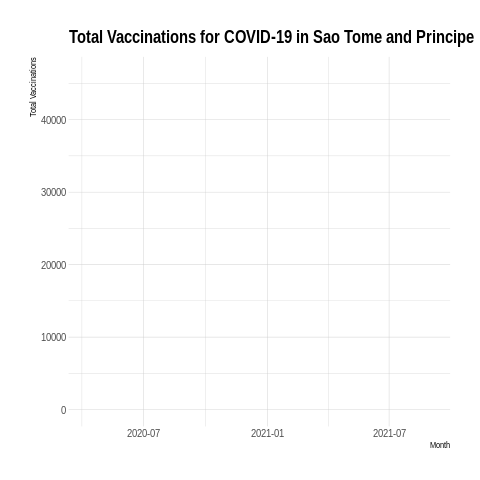 Total Vaccinations for COVID-19 in Sao Tome and Principe
Total Vaccinations
40000
30000
20000
10000
0
2020-07
2021-01
2021-07
Month